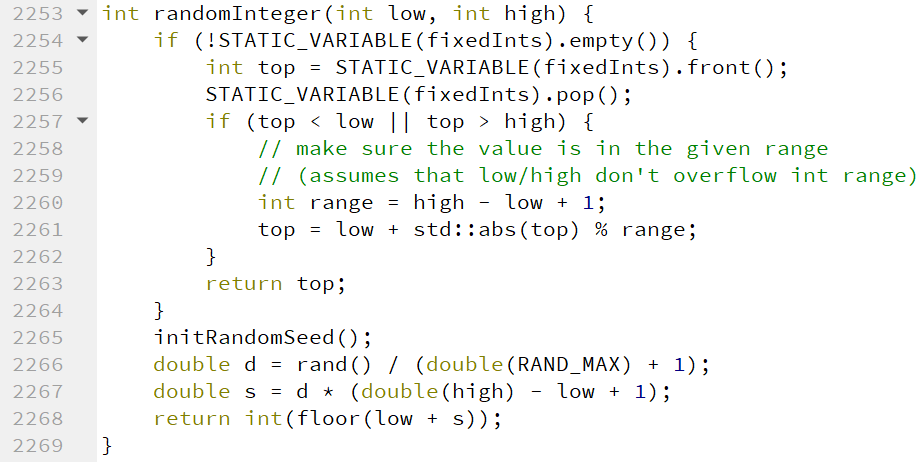 2253 int randomInteger(int low, int high) {
2254     if (!STATIC_VARIABLE(fixedInts).empty()) {
2255         int top = STATIC_VARIABLE(fixedInts).front();
2256         STATIC_VARIABLE(fixedInts).pop();
2257         if (top < low || top > high) {
2258             // make sure the value is in the given range
2259             // (assumes that low/high don't overflow int range)
2260             int range = high - low + 1;
2261             top = low + std::abs(top) % range;
2262         }
2263         return top;
2264     }
2265     initRandomSeed();
2266     double d = rand() / (double(RAND_MAX) + 1);
2267     double s = d * (double(high) - low + 1);
2268     return int(floor(low + s));
2269 }